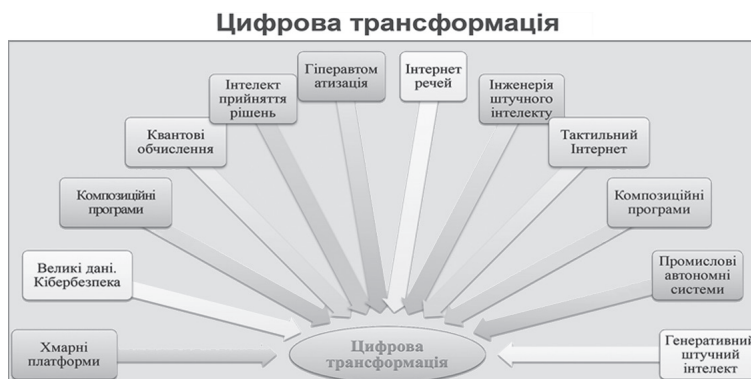 Цифрова трансформація
Гіперавтом
атизація
Інтернет
речей
Інтелект
прийняття
рішень
Інженерія
штучного
інтелекту
Квантові
обчислення
Тактильний
Інтернет
Композиційні
програми
Композиційні
програми
Великі дані.
Кібербезпека
Промислові
автономні
системи
Хмарні
платформи
Цифрова
трансформація
Генеративний
штучний
інтелект